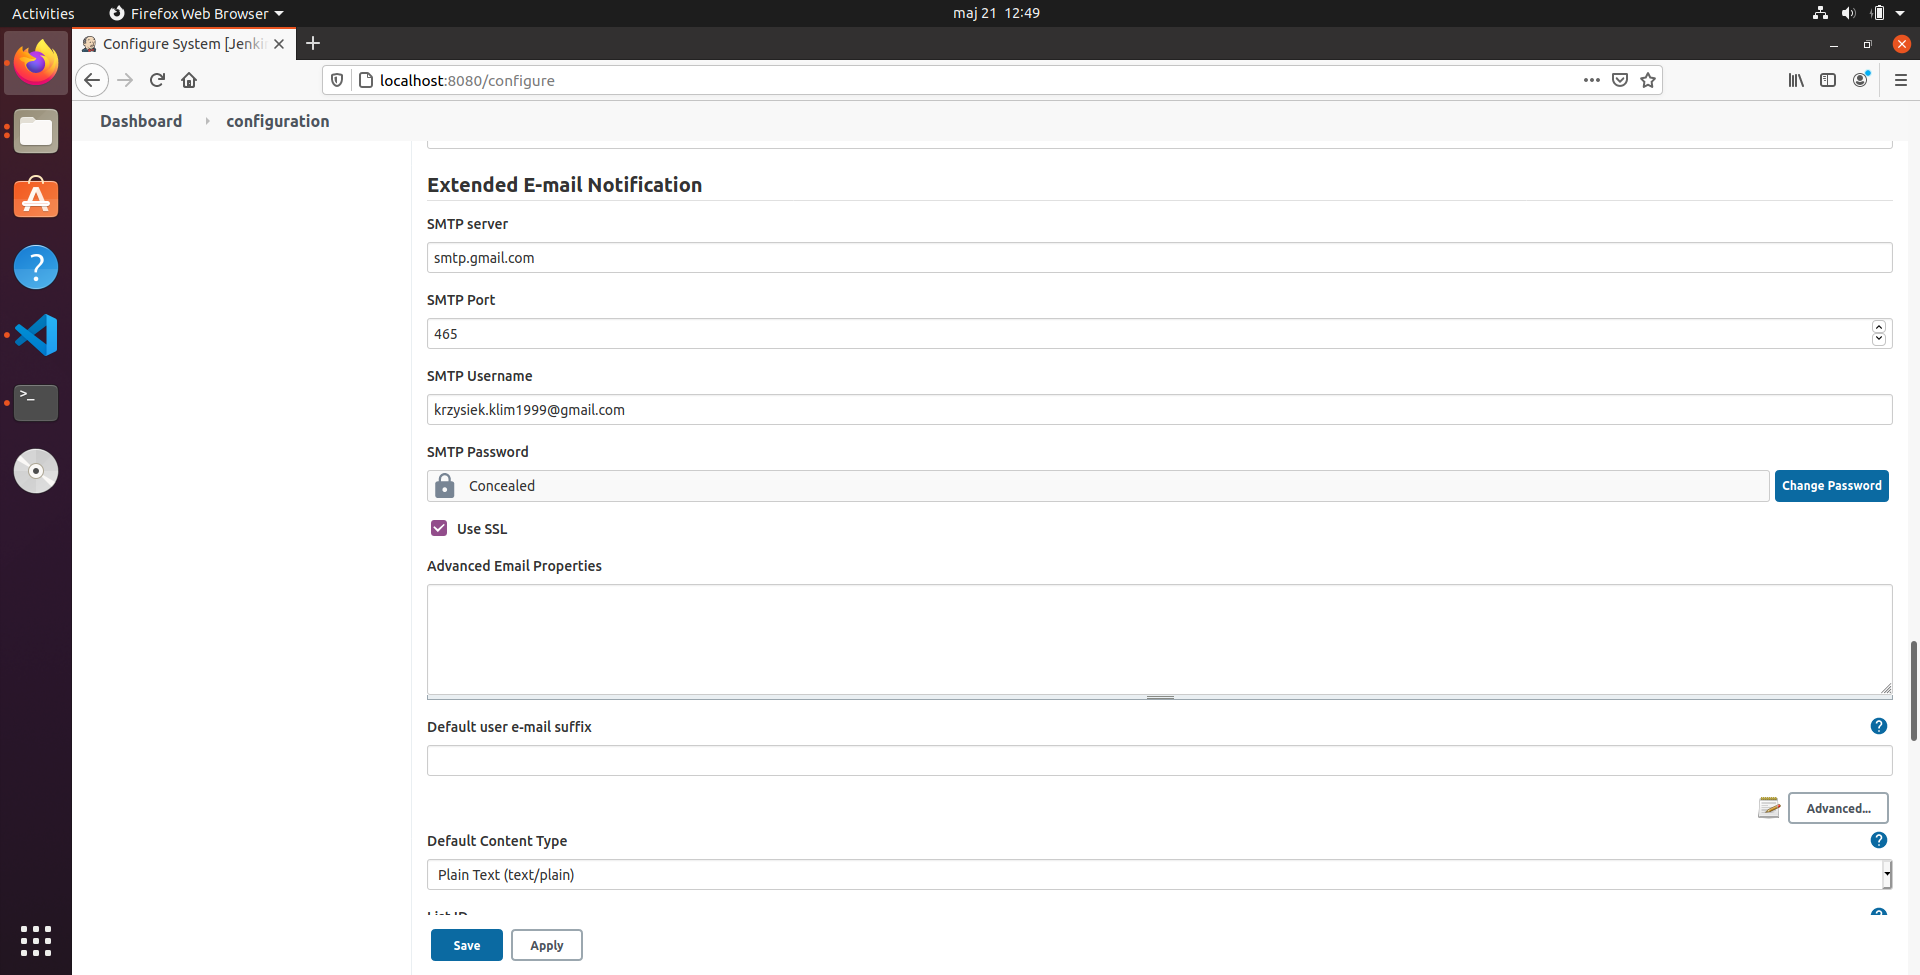 Activities
Firefox Web Browser
maj 21 12:49
Configure System [Jenki
localhost:8080/configure
Dashboard
configuration
Extended E-mail Notification
SMTP server
smtp.gmail.com
SMTP Port
465
SMTP Username
krzysiek.klim1999@gmail.com
SMTP Password
Concealed
Change Password
Use SSL
Advanced Email Properties
Default user e-mail suffix
?
Advanced...
Default Content Type
?
Plain Text (text/plain)
List ID
?
Save
Apply